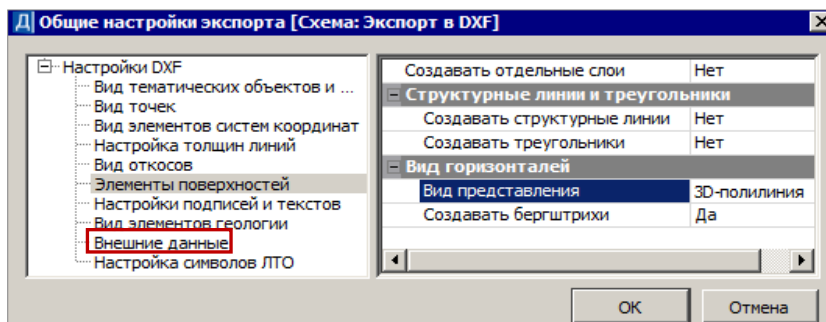 Общие настройки экспорта [Схема: Экспорт в DXF]
Настройки DXF
Вид тематических объектов и ...
Вид точек
Вид элементов систем координат
Настройка толщин линий
Вид откосов
Элементы поверхностей
Настройки подписей и текстов
Вид элементов геологии
Внешние данные
Настройка символов ЛТО
Создавать отдельные слои Нет
Структурные линии и треугольники
Создавать структурные линии Нет
Создавать треугольники Нет
Вид горизонталей
Вид представления 3D-полилиния
Создавать бергштрихи Да
ОК Отмена